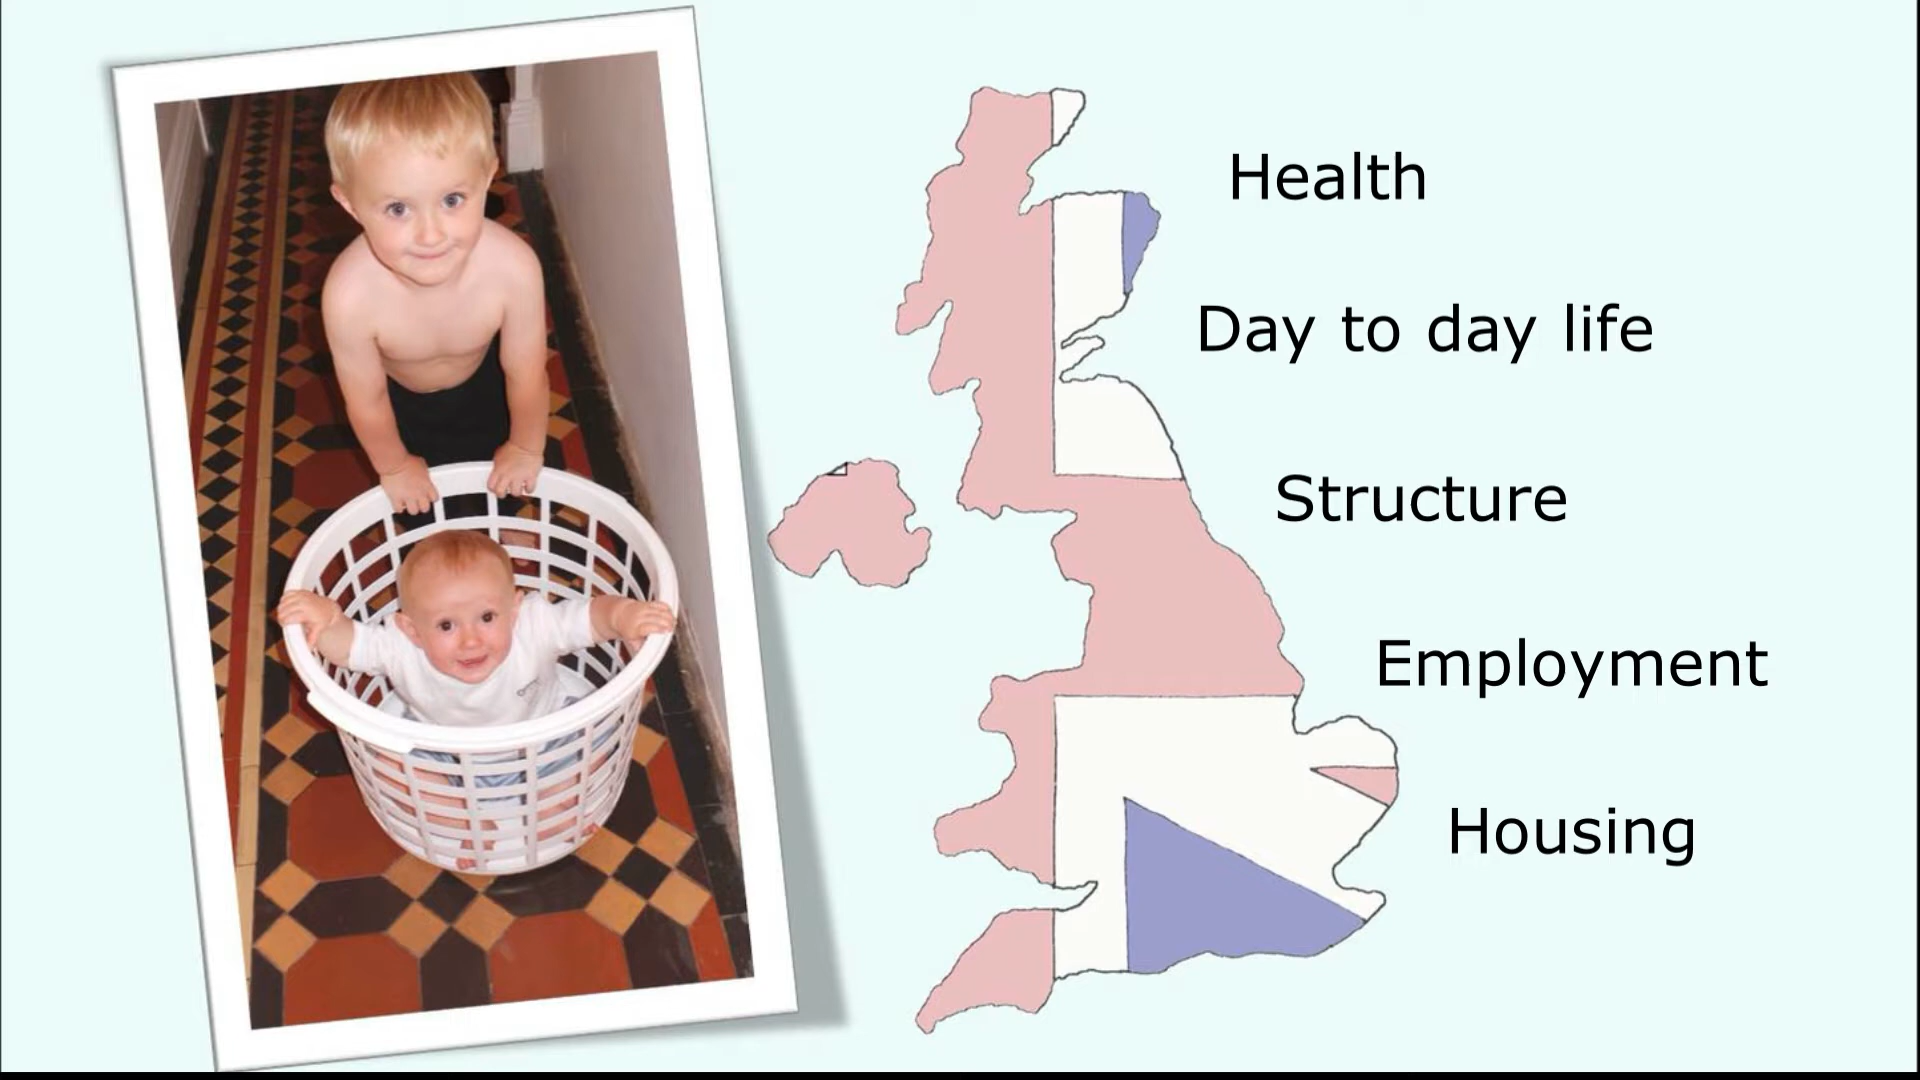 Health
Day to day life
Structure
Employment
Housing